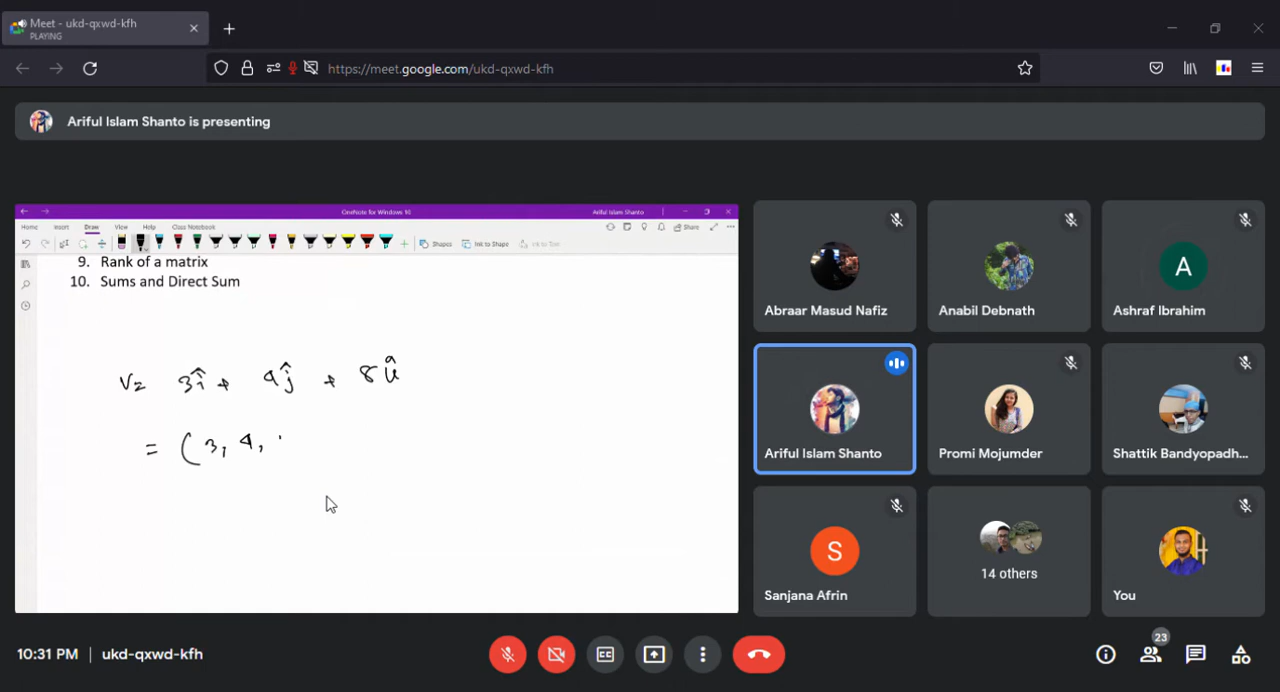 Meet - ukd-qxwd-kfh
PLAYING
https://meet.google.com/ukd-qxwd-kfh
Ariful Islam Shanto is presenting
OneNote for Windows 10
Ariful Islam Shanto
Home Insert Draw View Help Class Notebook
Share
Shapes Ink to Shape Ink to Text
9. Rank of a matrix
10. Sums and Direct Sum
V= 3î + 4ĵ + 8k̂
= (3, 4,
Abraar Masud Nafiz
Anabil Debnath
A
Ashraf Ibrahim
Ariful Islam Shanto
Promi Mojumder
Shattik Bandyopadh...
S
Sanjana Afrin
14 others
You
10:31 PM | ukd-qxwd-kfh
CC
23